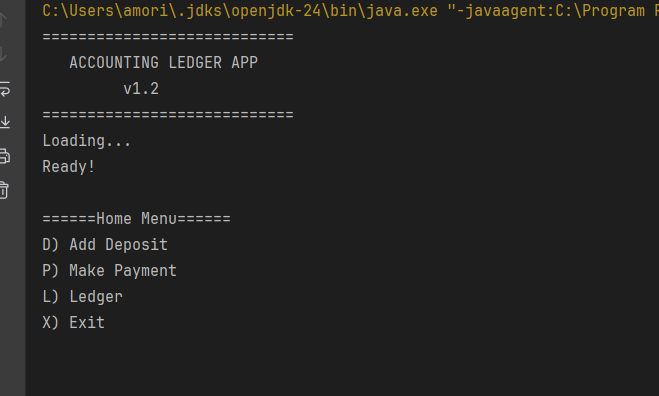 C:\Users\amori\.jdks\openjdk-24\bin\java.exe "-javaagent:C:\Program
============================
   ACCOUNTING LEDGER APP
         v1.2
============================
Loading...
Ready!
======Home Menu======
D) Add Deposit
P) Make Payment
L) Ledger
X) Exit